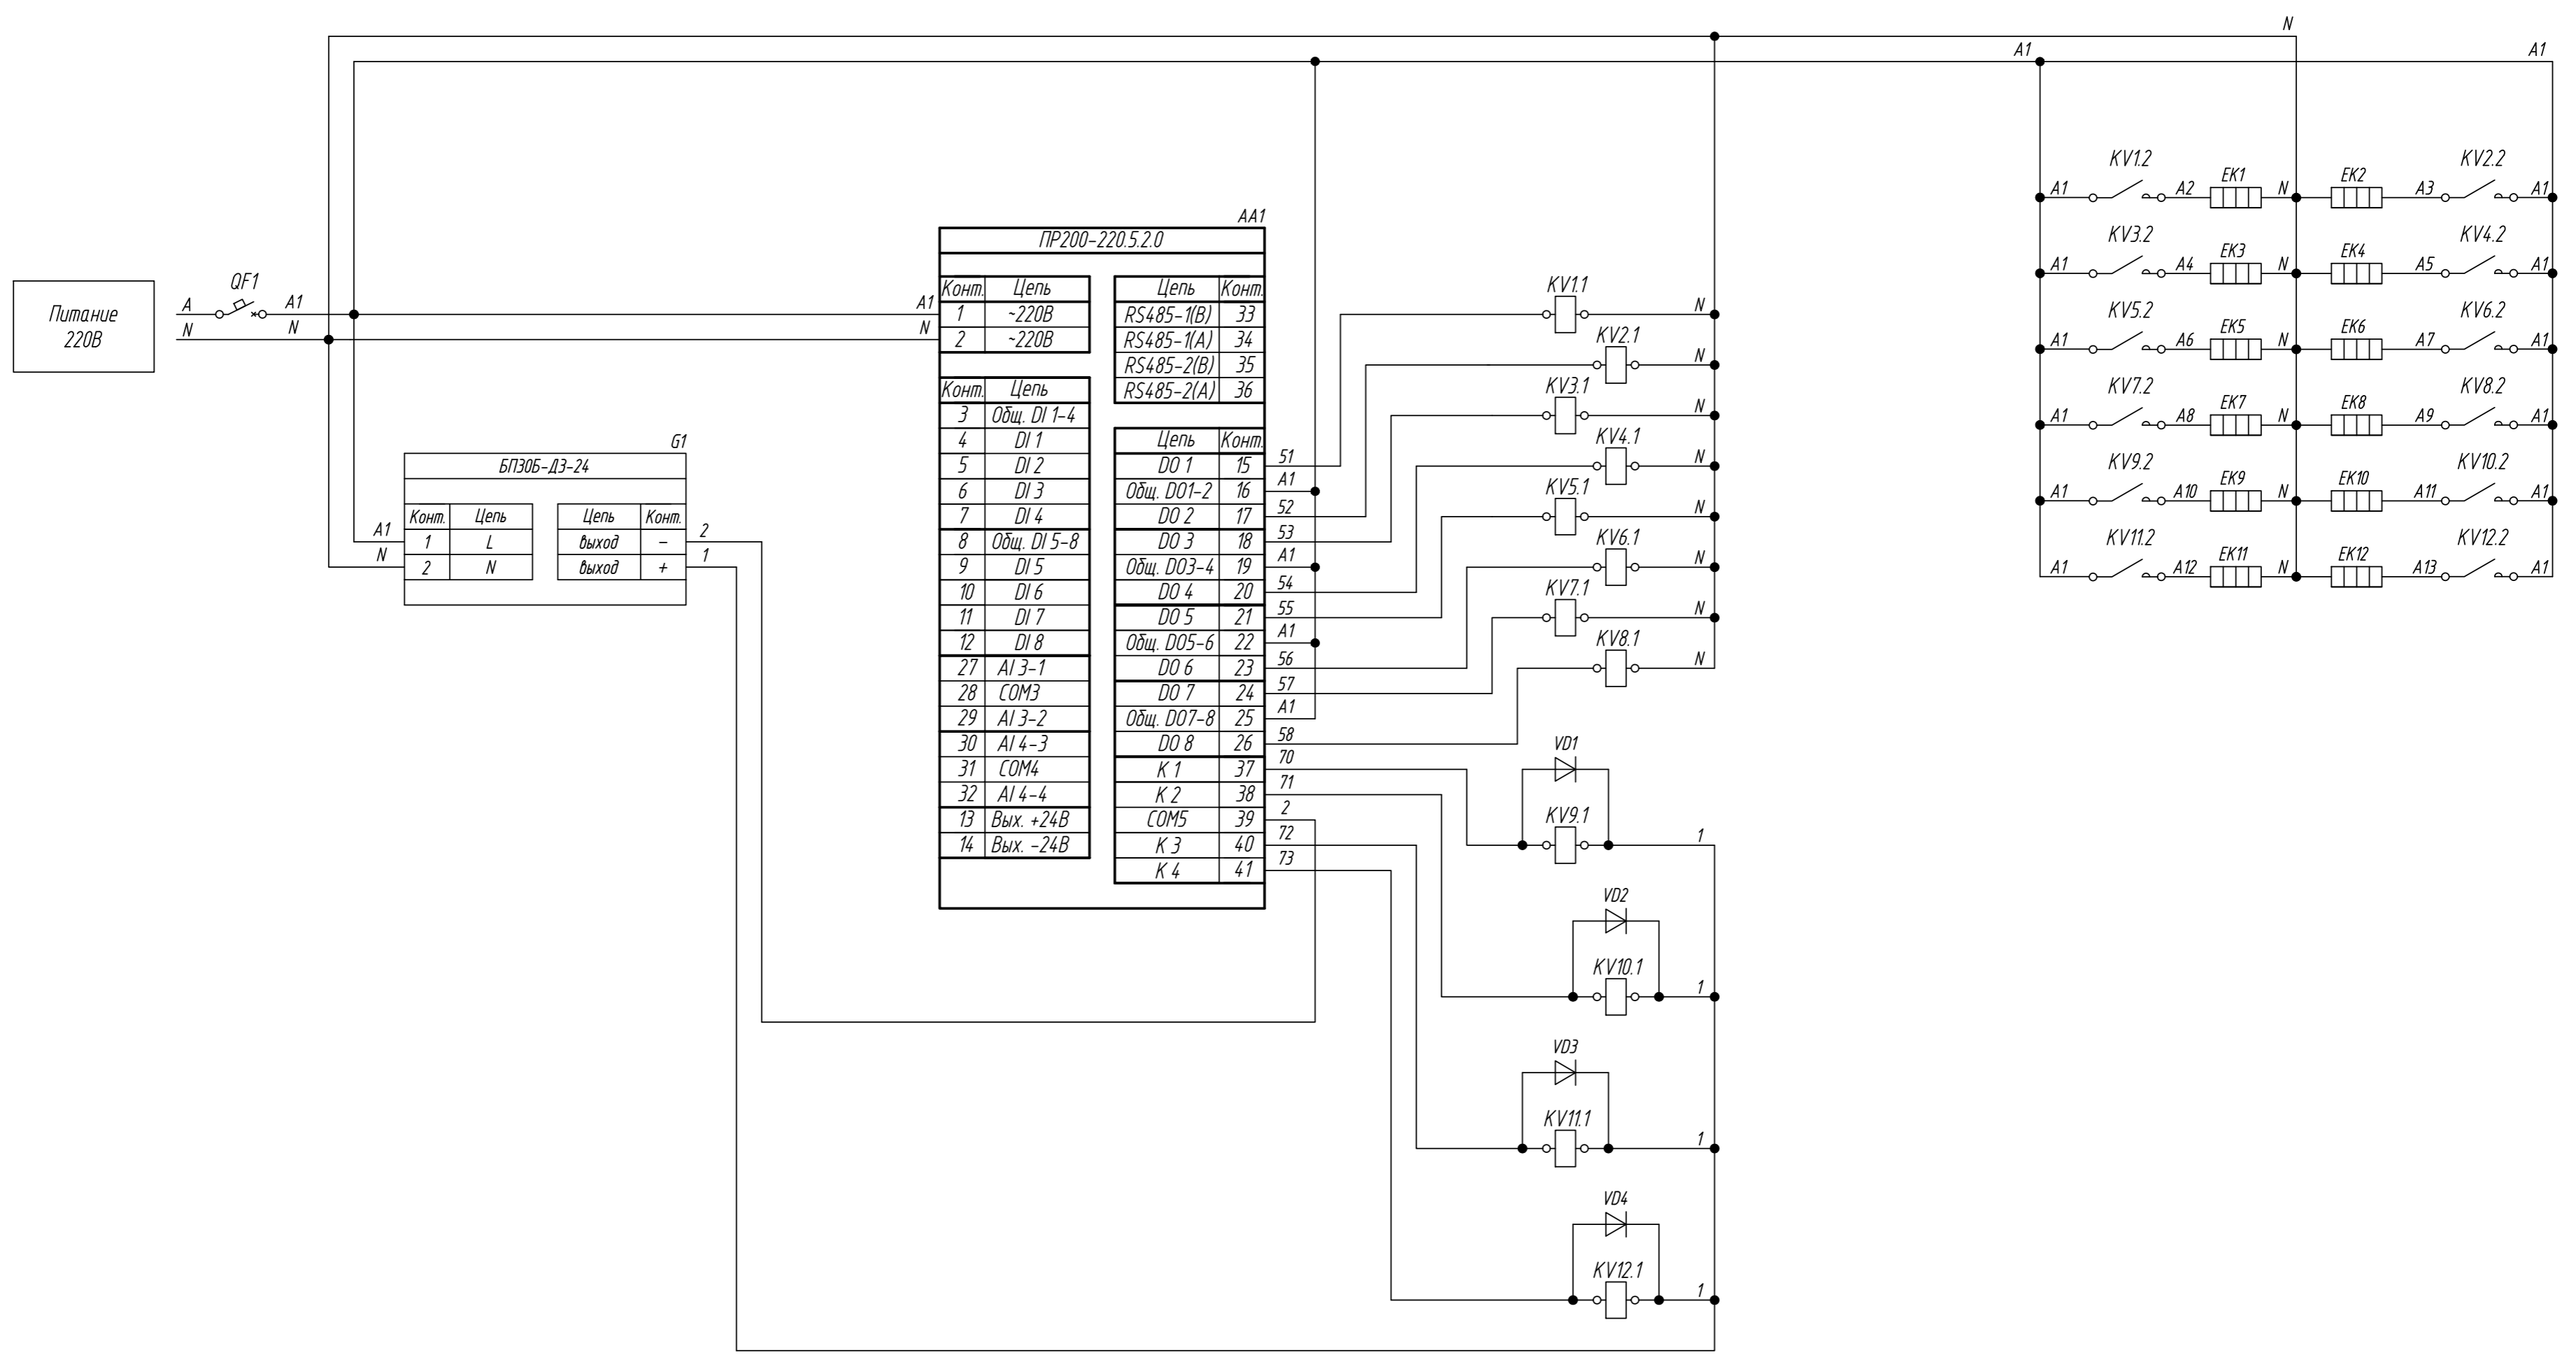 N
A1 A1
KV1.2 KV2.2
EK1 EK2
A1 A2 N A3 A1
KV3.2 KV4.2
EK3 EK4
A1 A4 N A5 A1
KV5.2 KV6.2
EK5 EK6
A1 A6 N A7 A1
KV7.2 KV8.2
EK7 EK8
A1 A8 N A9 A1
KV9.2 KV10.2
EK9 EK10
A1 A10 N A11 A1
KV11.2 KV12.2
EK11 EK12
A1 A12 N A13 A1
Питание
220В
QF1
A A1
N N
G1
БП30Б-Д3-24
Конт. Цепь Цепь Конт.
A1 1 L выход – 2
N 2 N выход + 1
AA1
ПР200-220.5.2.0
Конт. Цепь
A1 1 ~220В
N 2 ~220В
Конт. Цепь
3 Общ. DI 1-4
4 DI 1
5 DI 2
6 DI 3
7 DI 4
8 Общ. DI 5-8
9 DI 5
10 DI 6
11 DI 7
12 DI 8
27 AI 3-1
28 COM3
29 AI 3-2
30 AI 4-3
31 COM4
32 AI 4-4
13 Вых. +24В
14 Вых. -24В
Цепь Конт.
RS485-1(B) 33
RS485-1(A) 34
RS485-2(B) 35
RS485-2(A) 36
Цепь Конт.
DO 1 15 51
Общ. DO1-2 16 A1
DO 2 17 52
DO 3 18 53
Общ. DO3-4 19 A1
DO 4 20 54
DO 5 21 55
Общ. DO5-6 22 A1
DO 6 23 56
DO 7 24 57
Общ. DO7-8 25 A1
DO 8 26 58
K 1 37 70
K 2 38 71
COM5 39 2
K 3 40 72
K 4 41 73
KV1.1 N
KV2.1 N
KV3.1 N
KV4.1 N
KV5.1 N
KV6.1 N
KV7.1 N
KV8.1 N
VD1
KV9.1 1
VD2
KV10.1 1
VD3
KV11.1 1
VD4
KV12.1 1